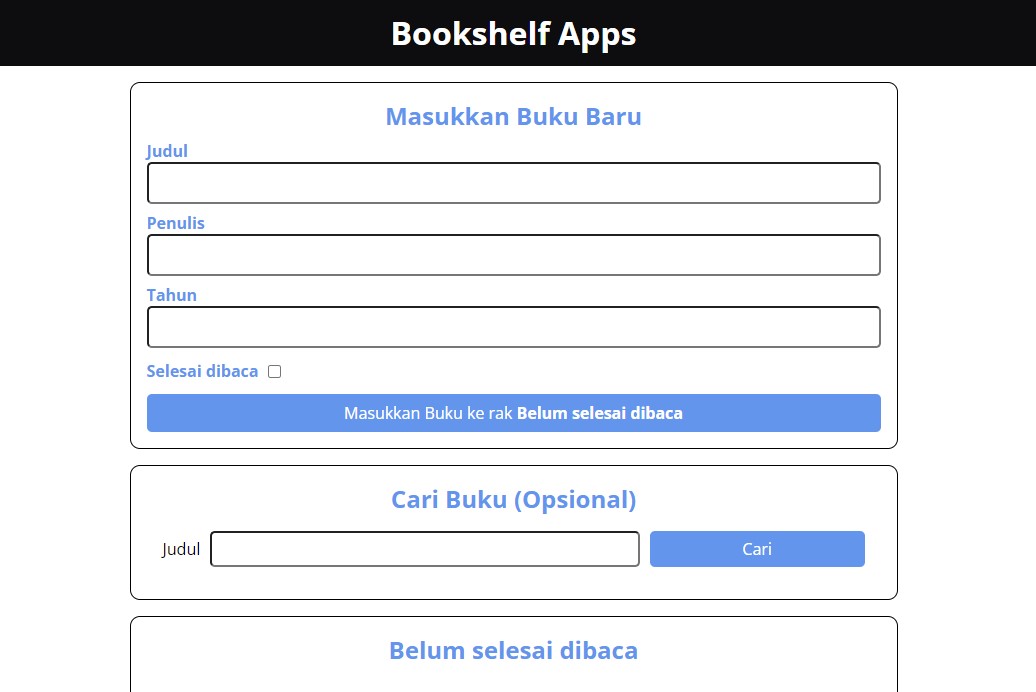 Bookshelf Apps
Masukkan Buku Baru
Judul
Penulis
Tahun
Selesai dibaca
Masukkan Buku ke rak Belum selesai dibaca
Cari Buku (Opsional)
Judul Cari
Belum selesai dibaca